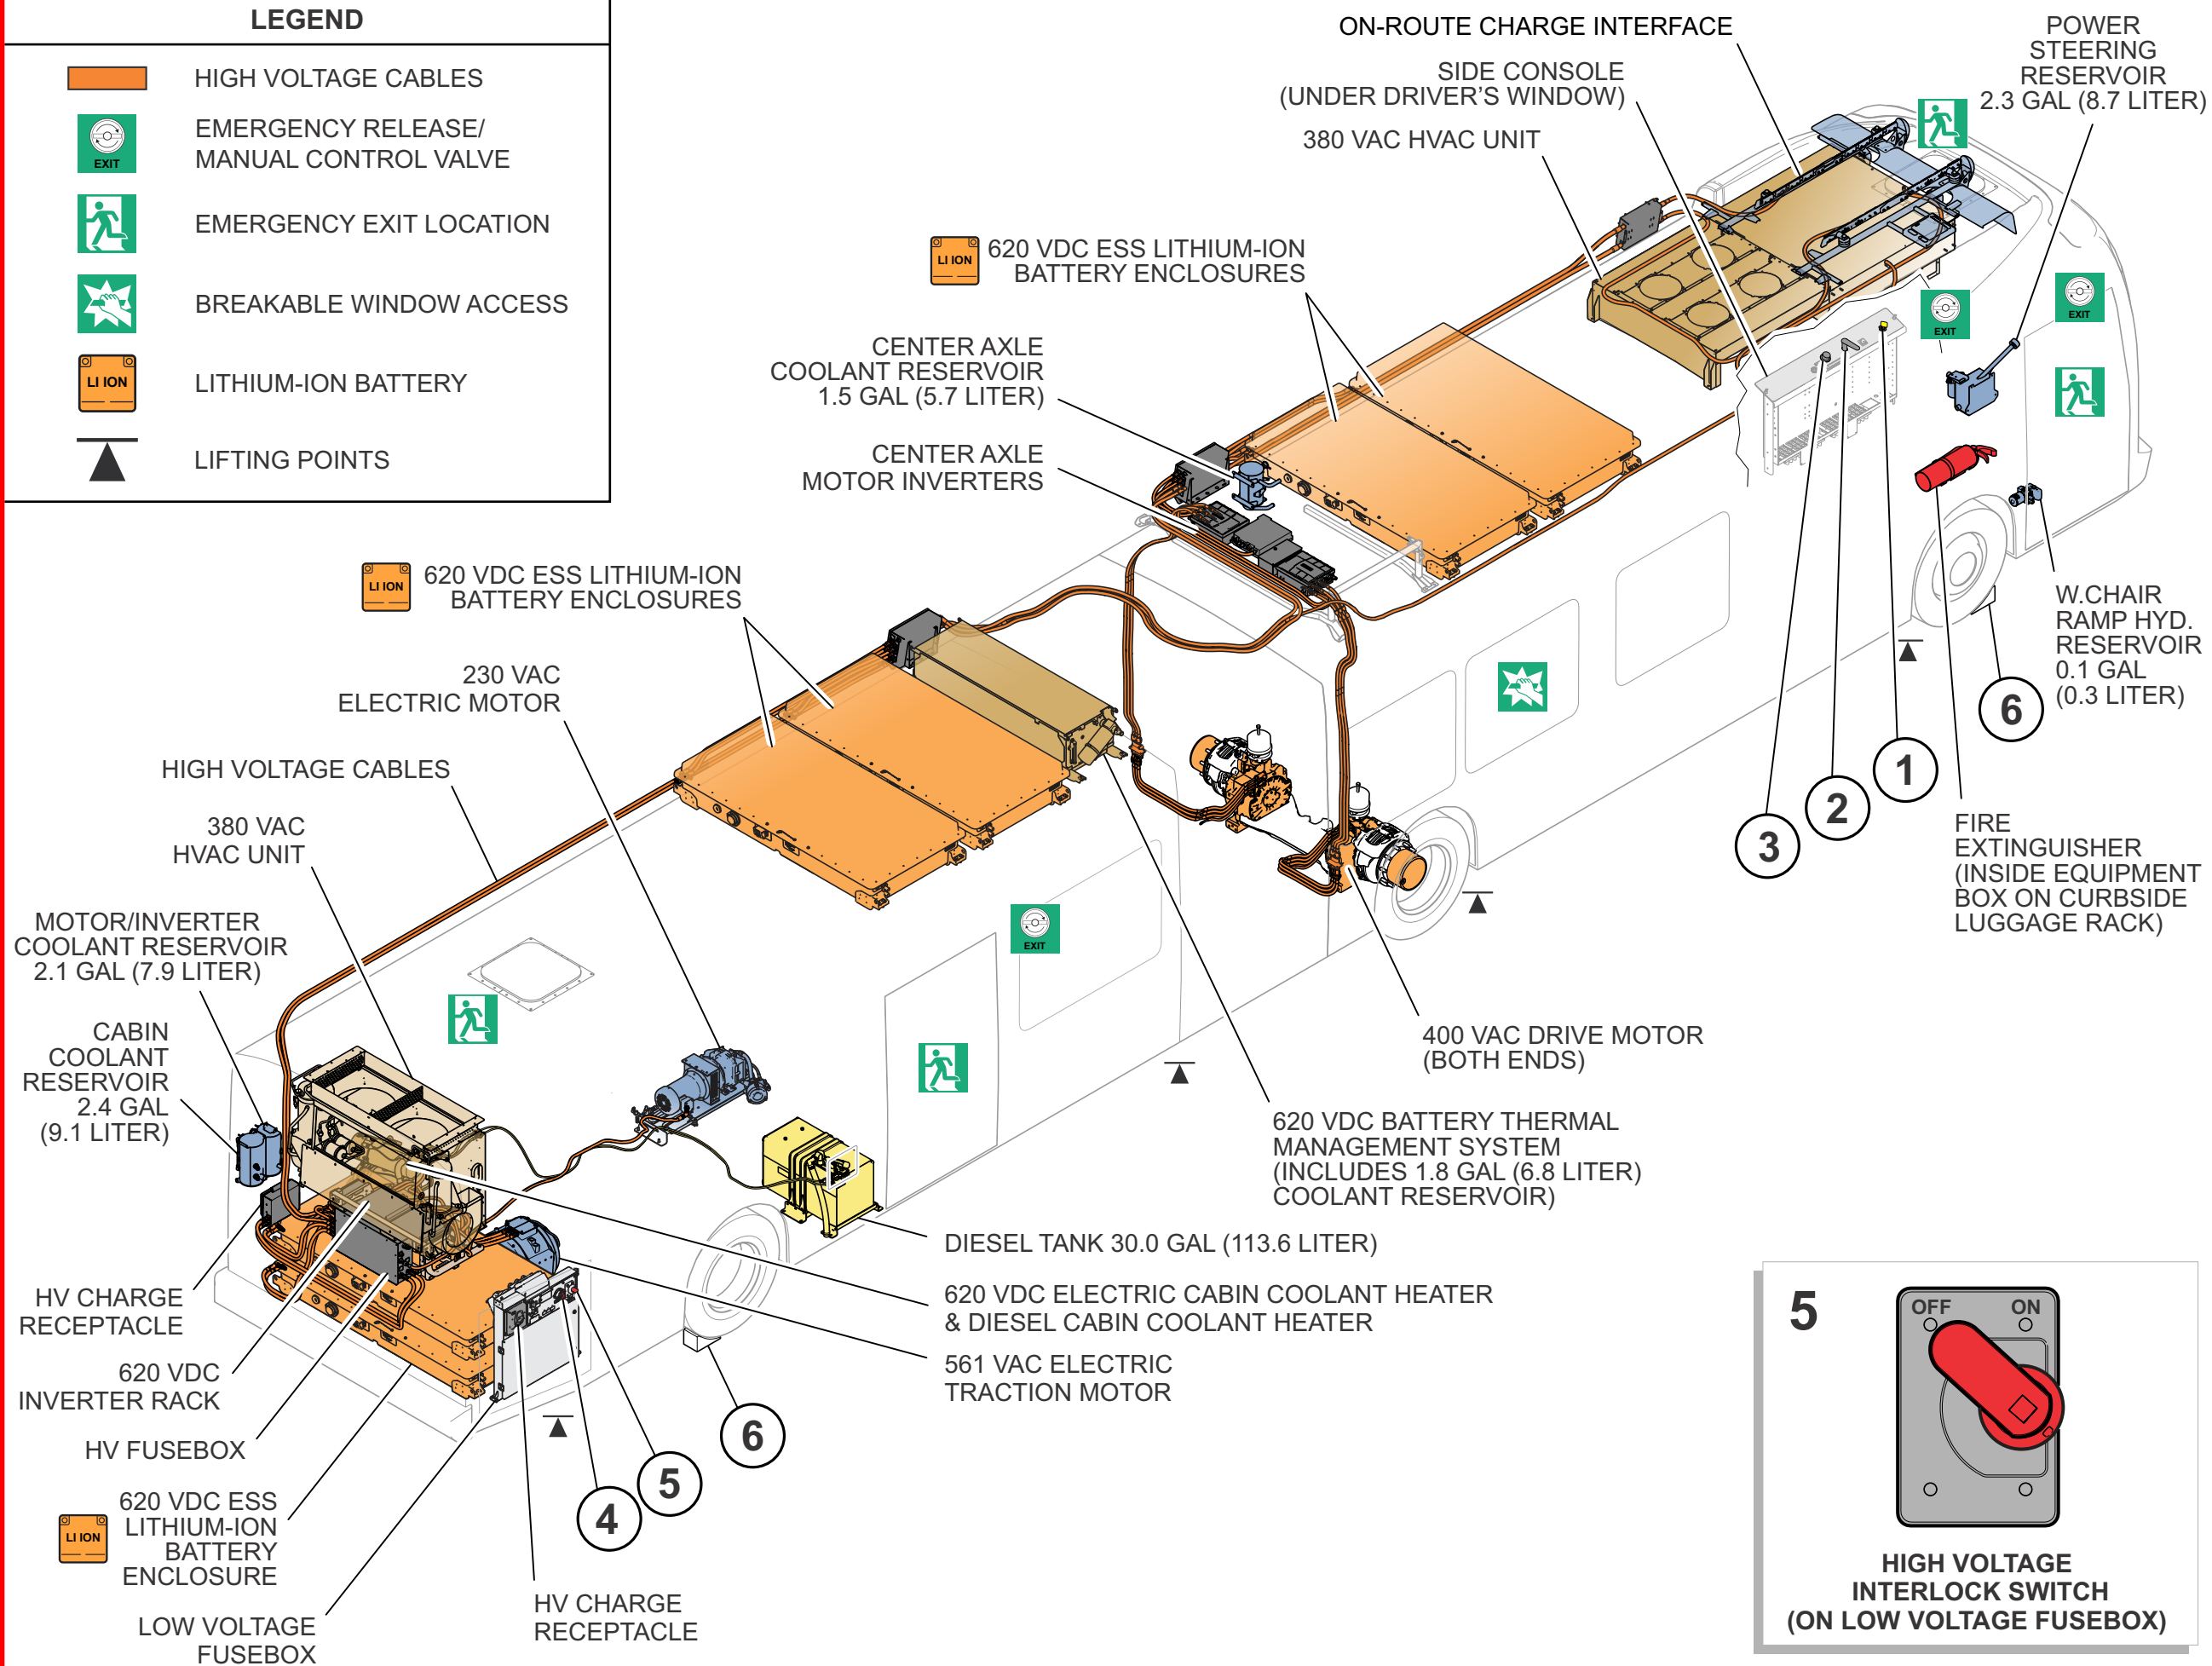 LEGEND
HIGH VOLTAGE CABLES
EXIT
EMERGENCY RELEASE/
MANUAL CONTROL VALVE
EMERGENCY EXIT LOCATION
BREAKABLE WINDOW ACCESS
LI ION
LITHIUM-ION BATTERY
LIFTING POINTS
ON-ROUTE CHARGE INTERFACE
SIDE CONSOLE
(UNDER DRIVER'S WINDOW)
380 VAC HVAC UNIT
POWER
STEERING
RESERVOIR
2.3 GAL (8.7 LITER)
LI ION
620 VDC ESS LITHIUM-ION
BATTERY ENCLOSURES
CENTER AXLE
COOLANT RESERVOIR
1.5 GAL (5.7 LITER)
CENTER AXLE
MOTOR INVERTERS
EXIT
EXIT
LI ION
620 VDC ESS LITHIUM-ION
BATTERY ENCLOSURES
230 VAC
ELECTRIC MOTOR
HIGH VOLTAGE CABLES
380 VAC
HVAC UNIT
MOTOR/INVERTER
COOLANT RESERVOIR
2.1 GAL (7.9 LITER)
CABIN
COOLANT
RESERVOIR
2.4 GAL
(9.1 LITER)
W.CHAIR
RAMP HYD.
RESERVOIR
0.1 GAL
(0.3 LITER)
6
1
2
3
FIRE
EXTINGUISHER
(INSIDE EQUIPMENT
BOX ON CURBSIDE
LUGGAGE RACK)
EXIT
400 VAC DRIVE MOTOR
(BOTH ENDS)
620 VDC BATTERY THERMAL
MANAGEMENT SYSTEM
(INCLUDES 1.8 GAL (6.8 LITER)
COOLANT RESERVOIR)
DIESEL TANK 30.0 GAL (113.6 LITER)
620 VDC ELECTRIC CABIN COOLANT HEATER
& DIESEL CABIN COOLANT HEATER
561 VAC ELECTRIC
TRACTION MOTOR
HV CHARGE
RECEPTACLE
620 VDC
INVERTER RACK
HV FUSEBOX
LI ION
620 VDC ESS
LITHIUM-ION
BATTERY
ENCLOSURE
LOW VOLTAGE
FUSEBOX
HV CHARGE
RECEPTACLE
4
5
6
5
OFF ON
HIGH VOLTAGE
INTERLOCK SWITCH
(ON LOW VOLTAGE FUSEBOX)